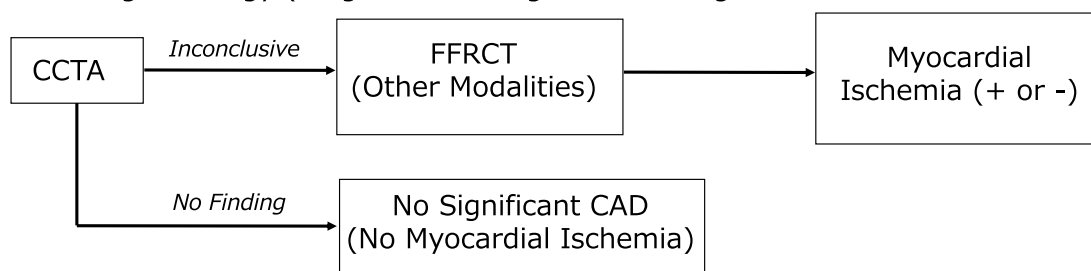 CCTA
Inconclusive
FFRCT
(Other Modalities)
Myocardial
Ischemia (+ or -)
No Finding
No Significant CAD
(No Myocardial Ischemia)